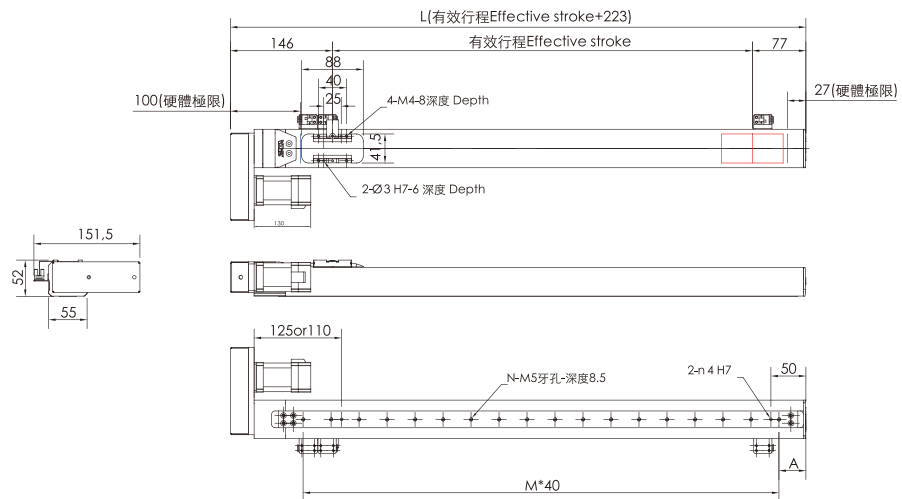 L(有效行程Effective stroke+223)
146
有效行程Effective stroke
77
88
40
25
100(硬體極限)
4-M4-8深度 Depth
27(硬體極限)
41,5
2-Ø3 H7-6 深度 Depth
130
151,5
52
55
125or110
50
N-M5牙孔-深度8.5
2-n 4 H7
A
M*40